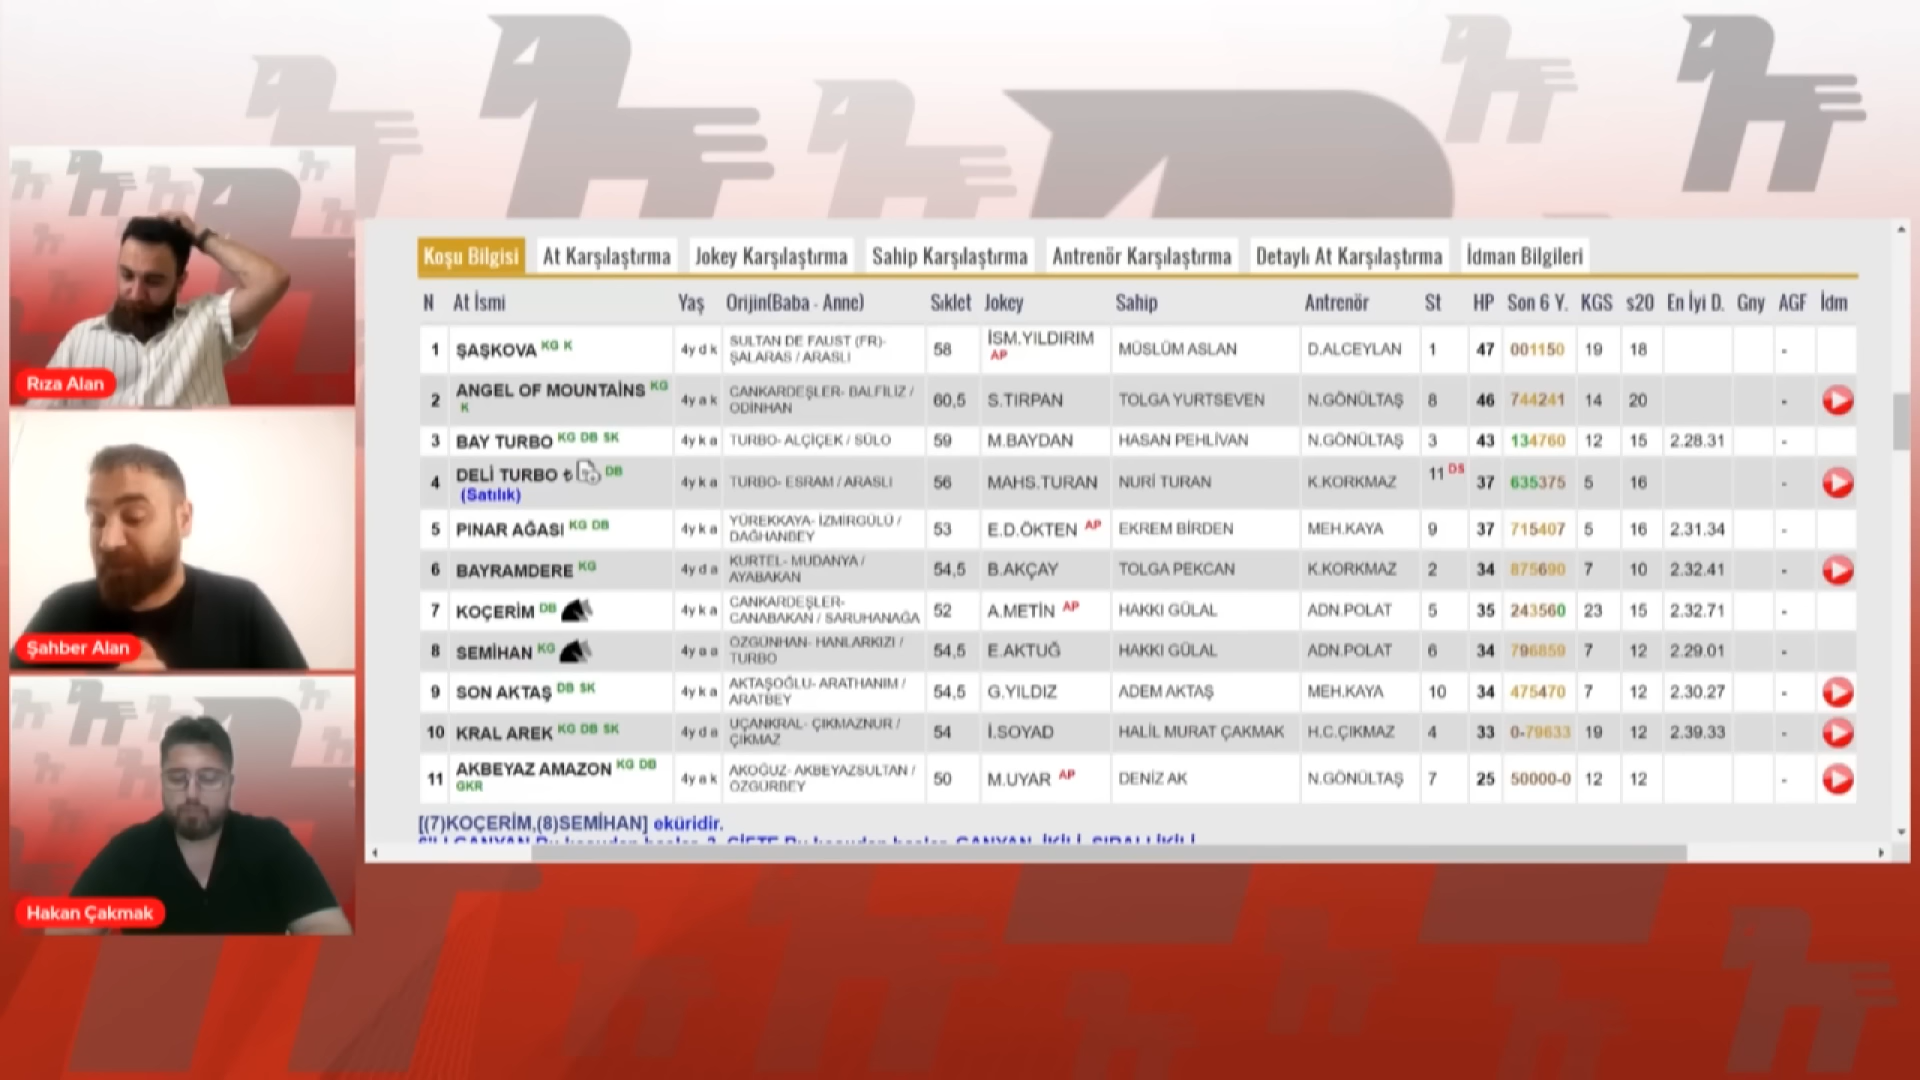 Koşu Bilgisi At Karşılaştırma Jokey Karşılaştırma Sahip Karşılaştırma Antrenör Karşılaştırma Detaylı At Karşılaştırma İdman Bilgileri
N At İsmi Yaş Orijin(Baba - Anne) Sıklet Jokey Sahip Antrenör St HP Son 6 Y. KGS s20 En İyi D. Gny AGF İdm
1 ŞAŞKOVA KG K 4y d k SULTAN DE FAUST (FR)- ŞALARAS / ARASLI 58 İSM.YILDIRIM AP MÜSLÜM ASLAN D.ALCEYLAN 1 47 001150 19 18 -
2 ANGEL OF MOUNTAİNS KG K 4y a k CANKARDEŞLER- BALFİLİZ / ODİNHAN 60,5 S.TIRPAN TOLGA YURTSEVEN N.GÖNÜLTAŞ 8 46 744241 14 20 -
3 BAY TURBO KG DB SK 4y k a TURBO- ALÇİÇEK / SÜLO 59 M.BAYDAN HASAN PEHLİVAN N.GÖNÜLTAŞ 3 43 134760 12 15 2.28.31 -
4 DELİ TURBO ₺ DB (Satılık) 4y k a TURBO- ESRAM / ARASLI 56 MAHS.TURAN NURİ TURAN K.KORKMAZ 11 DS 37 635375 5 16 -
5 PINAR AĞASI KG DB 4y k a YÜREKKAYA- İZMİRGÜLÜ / DAĞHANBEY 53 E.D.ÖKTEN AP EKREM BİRDEN MEH.KAYA 9 37 715407 5 16 2.31.34 -
6 BAYRAMDERE KG 4y d a KURTEL- MUDANYA / AYABAKAN 54,5 B.AKÇAY TOLGA PEKCAN K.KORKMAZ 2 34 875690 7 10 2.32.41 -
7 KOÇERİM DB 4y k a CANKARDEŞLER- CANABAKAN / SARUHANAĞA 52 A.METİN AP HAKKI GÜLAL ADN.POLAT 5 35 243560 23 15 2.32.71 -
8 SEMİHAN KG 4y a a ÖZGÜNHAN- HANLARKIZI / TURBO 54,5 E.AKTUĞ HAKKI GÜLAL ADN.POLAT 6 34 796859 7 12 2.29.01 -
9 SON AKTAŞ DB SK 4y k a AKTAŞOĞLU- ARATHANIM / ARATBEY 54,5 G.YILDIZ ADEM AKTAŞ MEH.KAYA 10 34 475470 7 12 2.30.27 -
10 KRAL AREK KG DB SK 4y d a UÇANKRAL- ÇIKMAZNUR / ÇIKMAZ 54 İ.SOYAD HALİL MURAT ÇAKMAK H.C.ÇIKMAZ 4 33 0-79633 19 12 2.39.33 -
11 AKBEYAZ AMAZON KG DB GKR 4y a k AKOĞUZ- AKBEYAZSULTAN / ÖZGÜRBEY 50 M.UYAR AP DENİZ AK N.GÖNÜLTAŞ 7 25 50000-0 12 12 -
[(7)KOÇERİM,(8)SEMİHAN] eküridir.
Rıza Alan
Şahber Alan
Hakan Çakmak